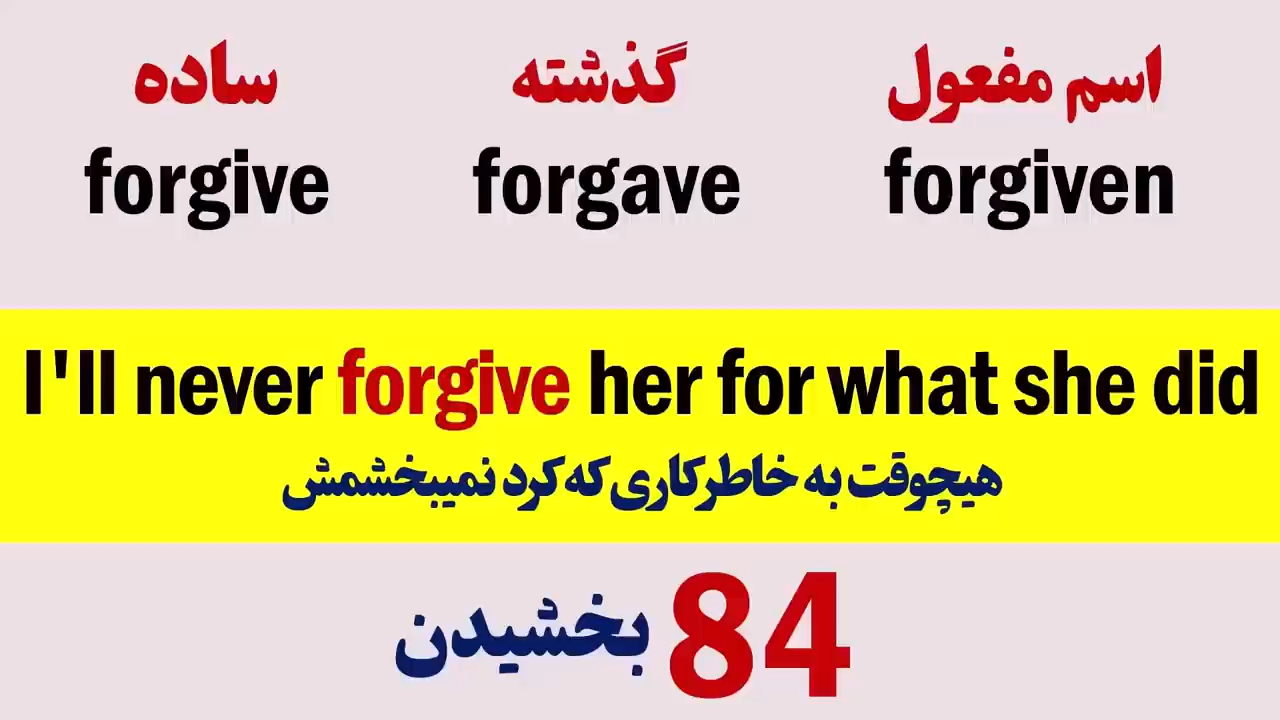 ساده گذشته اسم مفعول
forgive forgave forgiven
I'll never forgive her for what she did
هیچوقت به خاطر کاری که کرد نمیبخشمش
84 بخشیدن